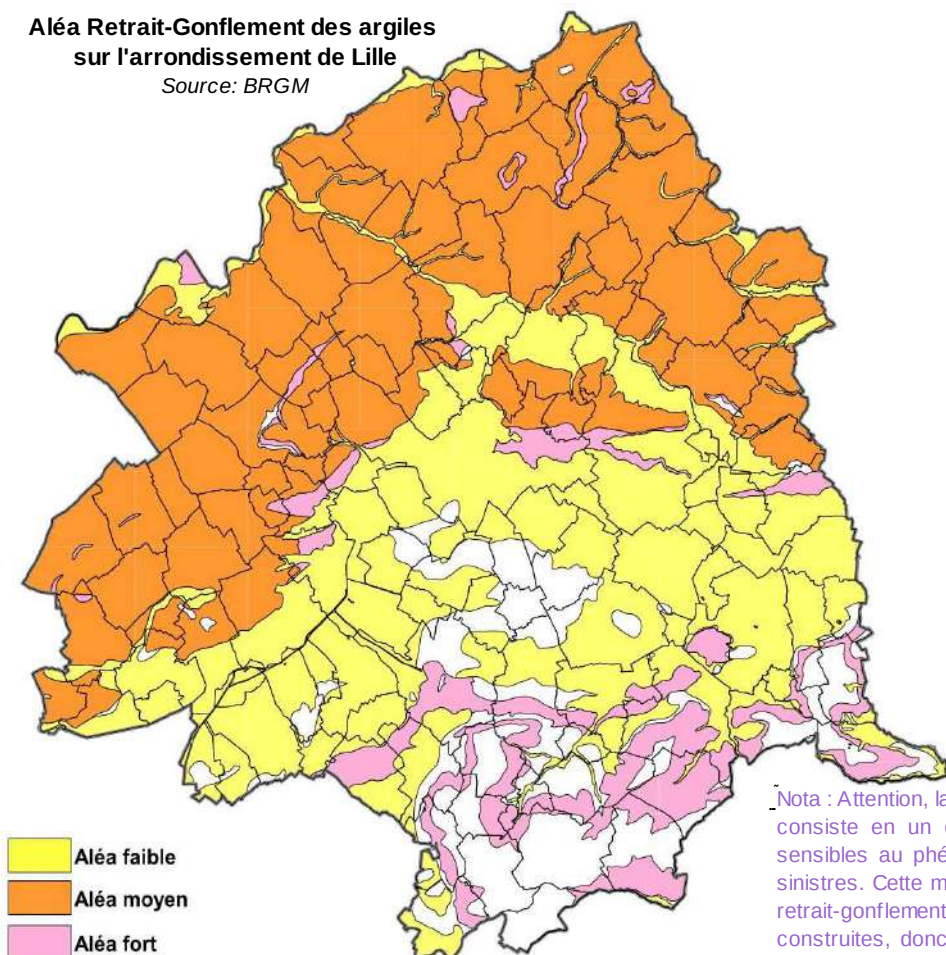 Aléa Retrait-Gonflement des argiles
sur l'arrondissement de Lille
Source: BRGM
Aléa faible
Aléa moyen
Aléa fort
Nota : Attention, la
consiste en un
sensibles au
sinistres. Cette
retrait-gonflement
construites, donc